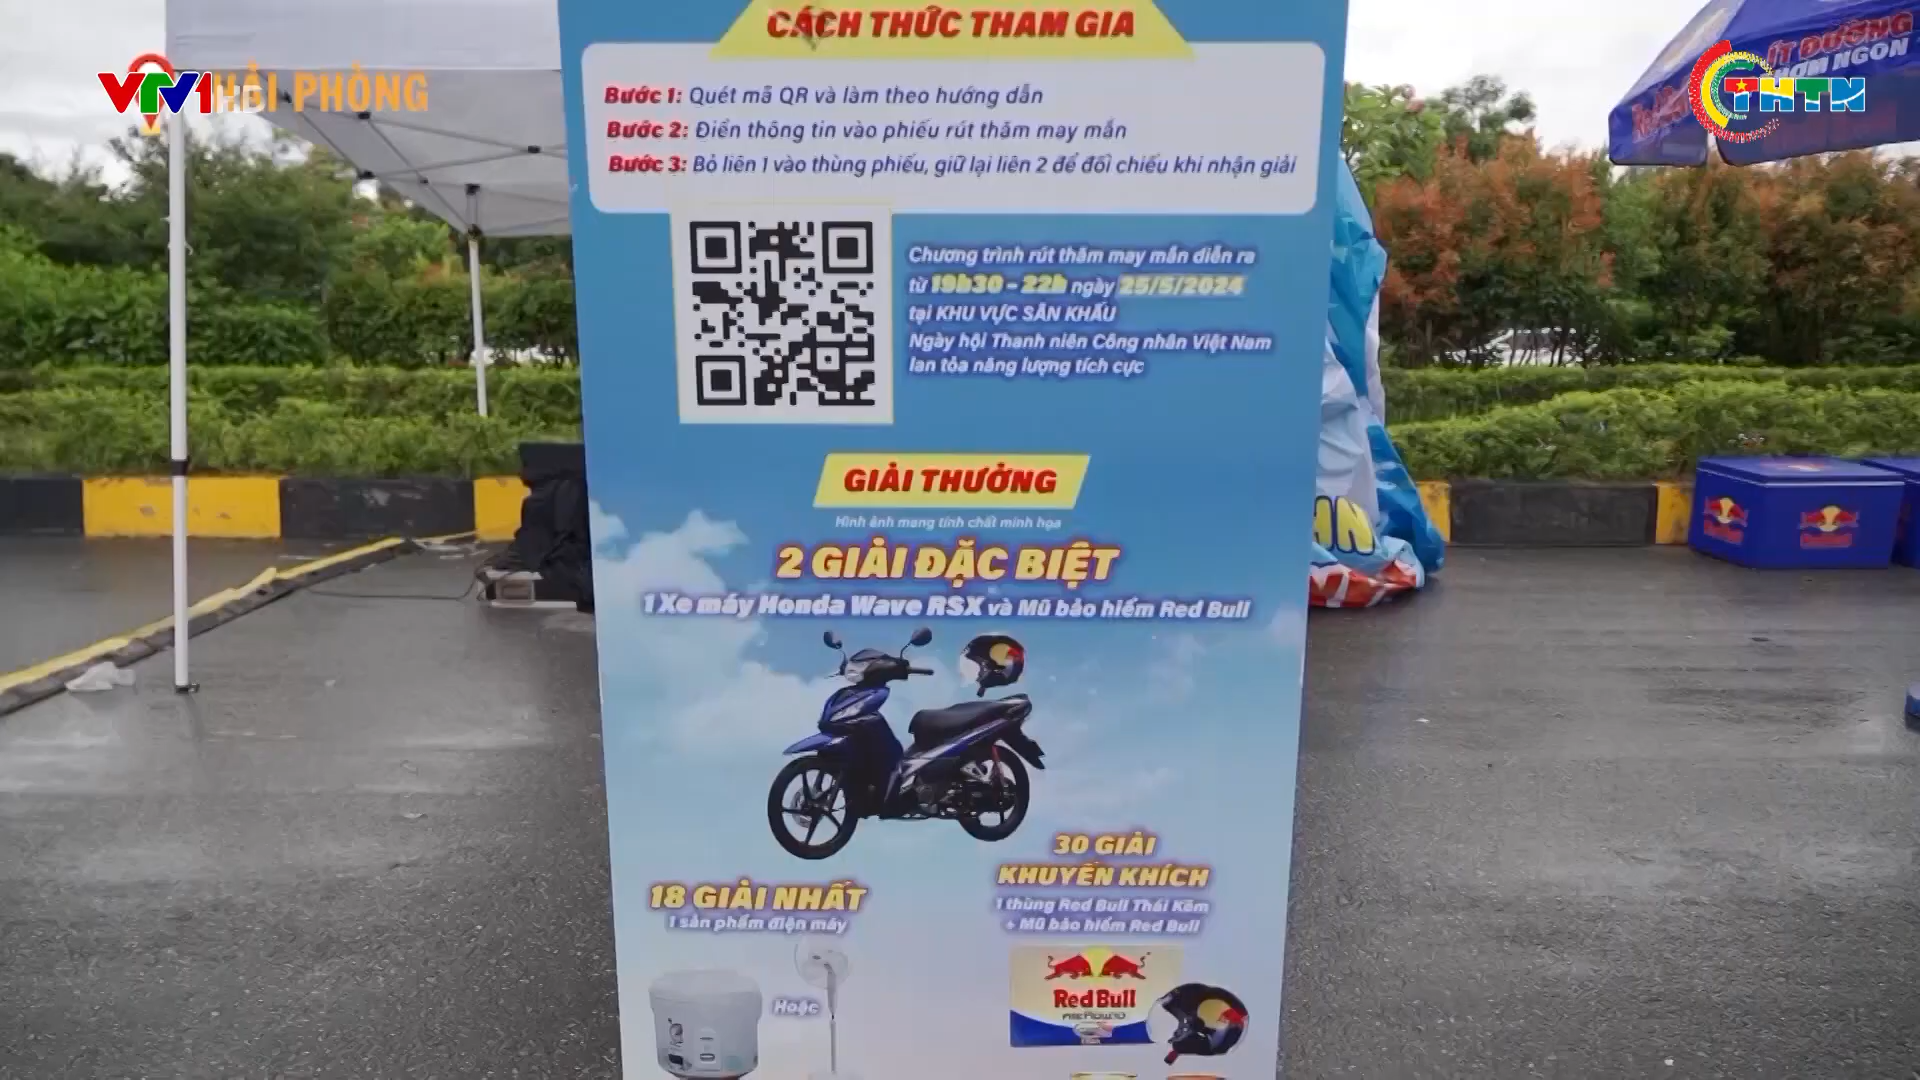 CÁCH THỨC THAM GIA
VTV1
HẢI PHÒNG
THTN
ÍT ĐƯỜNG
Bước 1: Quét mã QR và làm theo hướng dẫn
Bước 2: Điền thông tin vào phiếu rút thăm may mắn
Bước 3: Bỏ liên 1 vào thùng phiếu, giữ lại liên 2 để đối chiếu khi nhận giải
Chương trình rút thăm may mắn diễn ra
từ 19h30 - 22h ngày 25/5/2024
tại KHU VỰC SÂN KHẤU
Ngày hội Thanh niên Công nhân Việt Nam
lan tỏa năng lượng tích cực
GIẢI THƯỞNG
Hình ảnh mang tính chất minh họa
2 GIẢI ĐẶC BIỆT
1 Xe máy Honda Wave RSX và Mũ bảo hiểm Red Bull
30 GIẢI
KHUYẾN KHÍCH
1 thùng Red Bull Thái Kẽm
+ Mũ bảo hiểm Red Bull
18 GIẢI NHẤT
1 sản phẩm điện máy
Hoặc
Red Bull